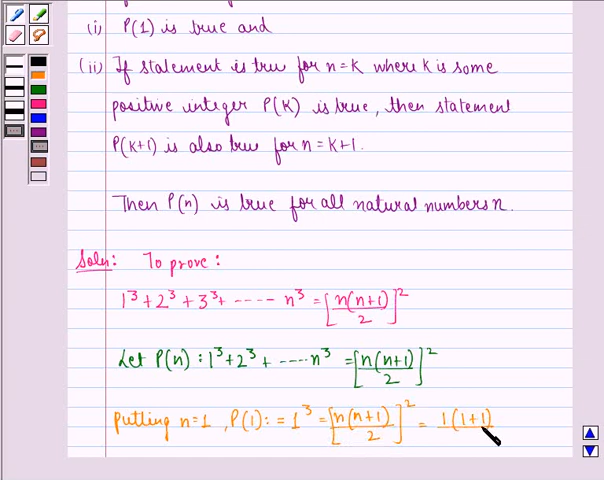 (i) P(1) is true and
(ii) If statement is true for n=k where k is some
positive integer P(k) is true, then statement
P(k+1) is also true for n=k+1.
Then P(n) is true for all natural numbers n.
Soln: To prove:
1³+2³+3³+ ----- n³ = [n(n+1)/2]²
Let P(n): 1³+2³+ ----n³ = [n(n+1)/2]²
Putting n=1, P(1): = 1³ = [n(n+1)/2]² = 1(1+1)